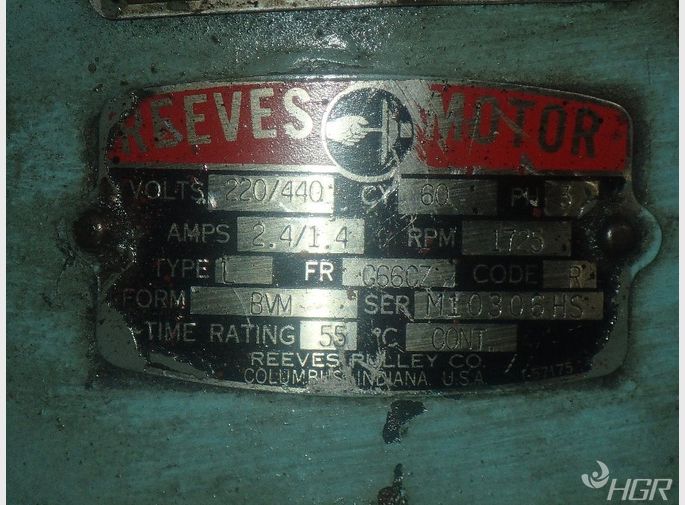 REEVES MOTOR
VOLTS 220/440 CY 60 PH 3
AMPS 2.4/1.4 RPM 1725
TYPE L FR C66CZ CODE R
FORM BVM SER M10306HS
TIME RATING 55 °C CONT.
REEVES PULLEY CO.
COLUMBUS, INDIANA, U.S.A.
HGR